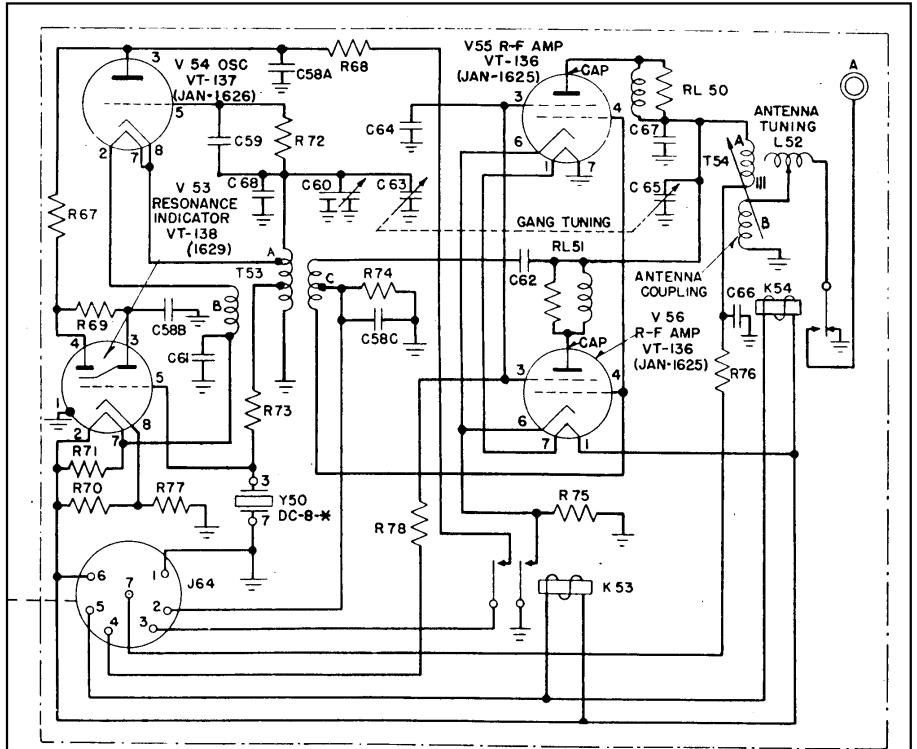 V 54 OSC
VT-137
(JAN-1626)
3
5
2
7
8
C58A
R68
C59
R72
V55 R-F AMP
VT-136
(JAN-1625)
CAP
3
4
6
1
7
C64
RL 50
C67
A
ANTENNA
TUNING
L52
A
T54
B
V 53
RESONANCE
INDICATOR
VT-138
(1629)
C68
C60
C63
C65
GANG TUNING
R67
A
T53
B
C
R74
C58C
C62
RL51
ANTENNA
COUPLING
K54
R69
C58B
C61
4
3
5
1
2
7
8
R73
CAP
V 56
R-F AMP
VT-136
(JAN-1625)
3
4
6
7
1
C66
R76
R71
R70
R77
3
Y50
DC-8-*
7
R78
R75
J64
6
7
1
5
2
4
3
K53